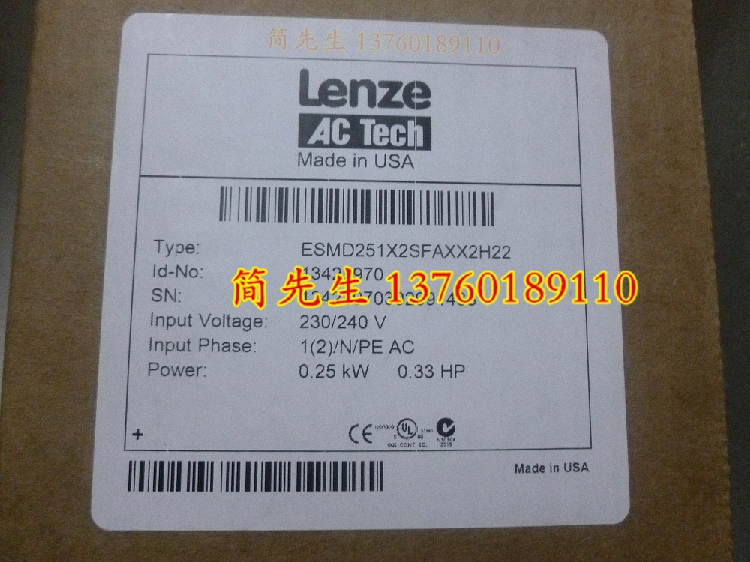 简先生 13760189110
Lenze
AC Tech
Made in USA
Type: ESMD251X2SFAXX2H22
Id-No:
简先生 13760189110
SN:
Input Voltage: 230/240 V
Input Phase: 1(2)/N/PE AC
Power: 0.25 kW 0.33 HP
+
CE UL
Made in USA